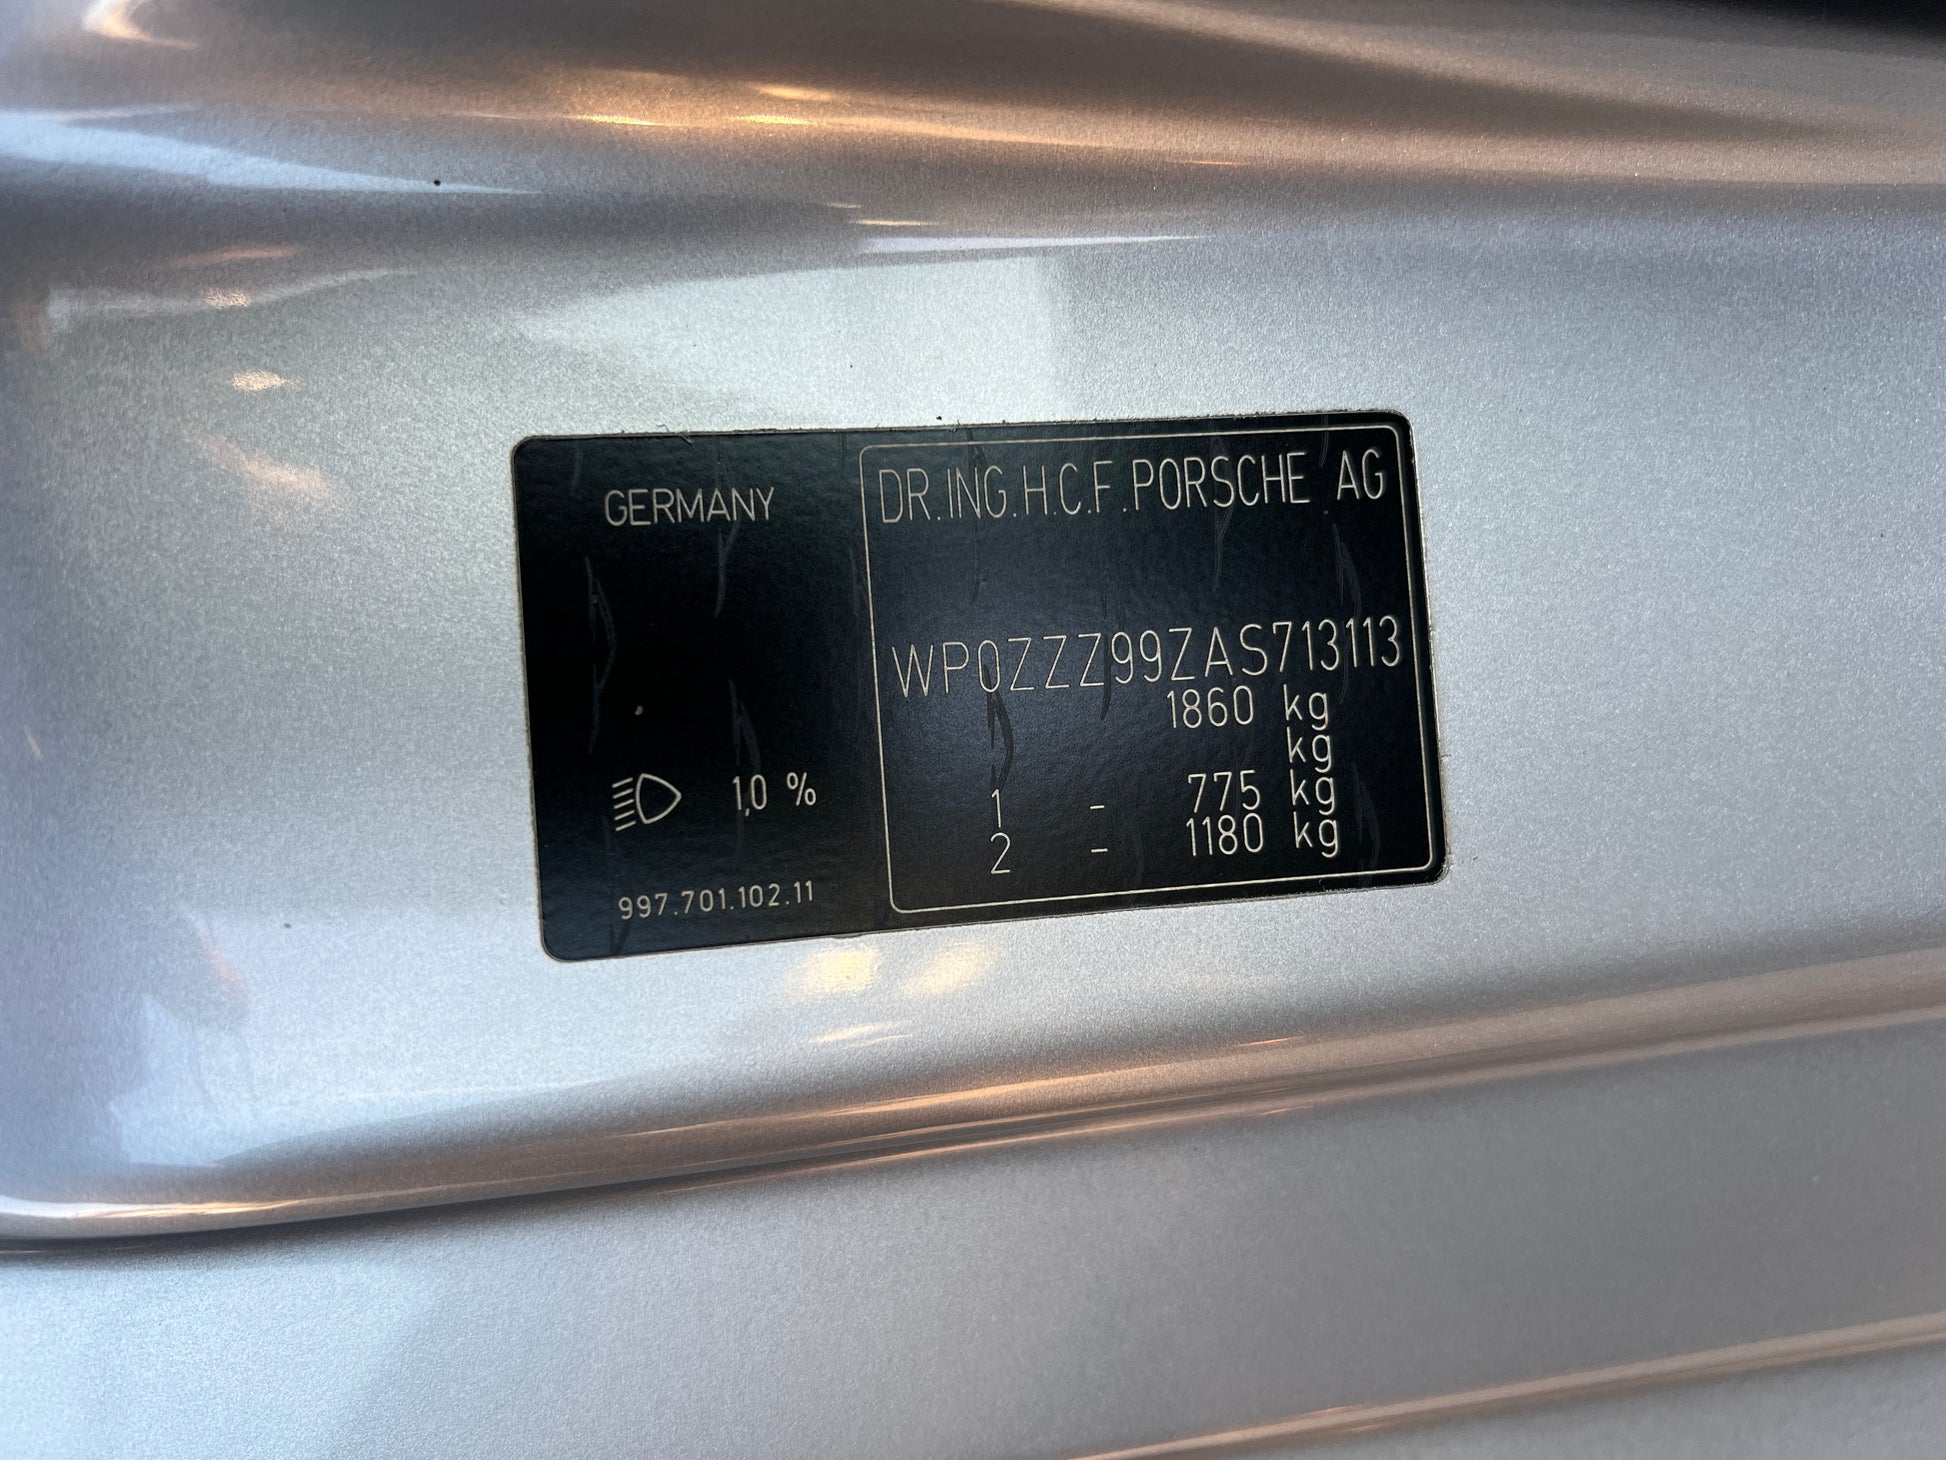 GERMANY
1,0 %
997.701.102.11
DR.ING.H.C.F.PORSCHE AG
WP0ZZZ99ZAS713113
1860 kg
kg
1 - 775 kg
2 - 1180 kg